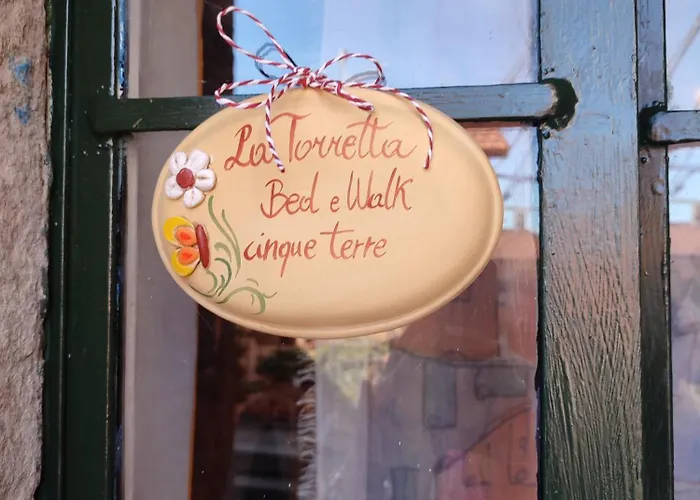 La Torretta
Bed e Walk
cinque Terre